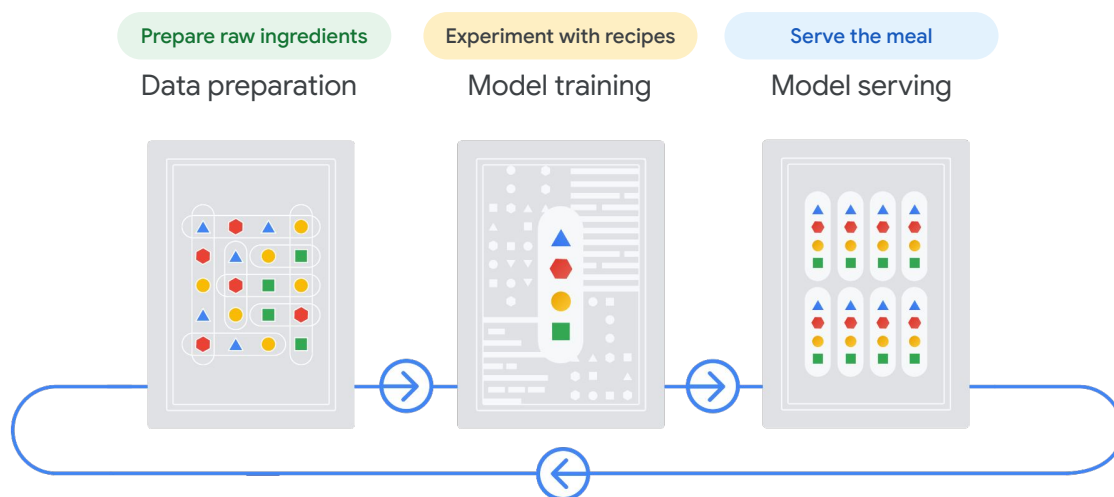 Prepare raw ingredients
Experiment with recipes
Serve the meal
Data preparation
Model training
Model serving